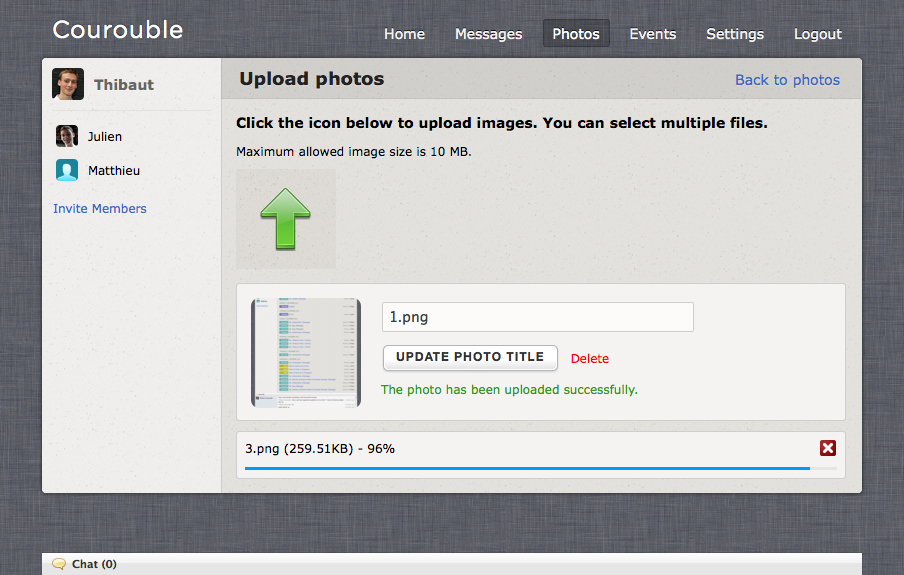 Courouble
Home Messages Photos Events Settings Logout
Thibaut
Julien
Matthieu
Invite Members
Upload photos
Back to photos
Click the icon below to upload images. You can select multiple files.
Maximum allowed image size is 10 MB.
1.png
UPDATE PHOTO TITLE Delete
The photo has been uploaded successfully.
3.png (259.51KB) - 96%
Chat (0)